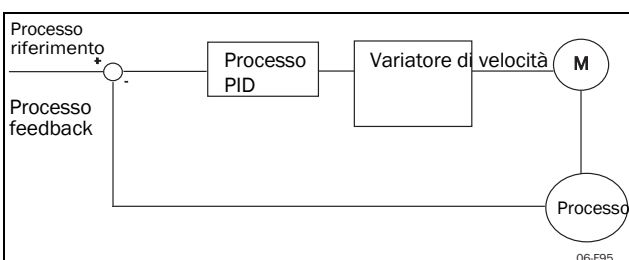 Processo
riferimento
+
-
Processo
PID
Variatore di velocità
M
Processo
feedback
Processo
06-F95